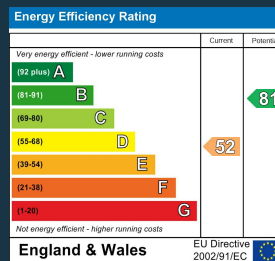 Energy Efficiency Rating
Current
Very energy efficient - lower running costs
(92 plus) A
(81-91) B
81
(69-80) C
(55-68) D
52
(39-54) E
(21-38) F
(1-20) G
Not energy efficient - higher running costs
England & Wales
EU Directive
2002/91/EC